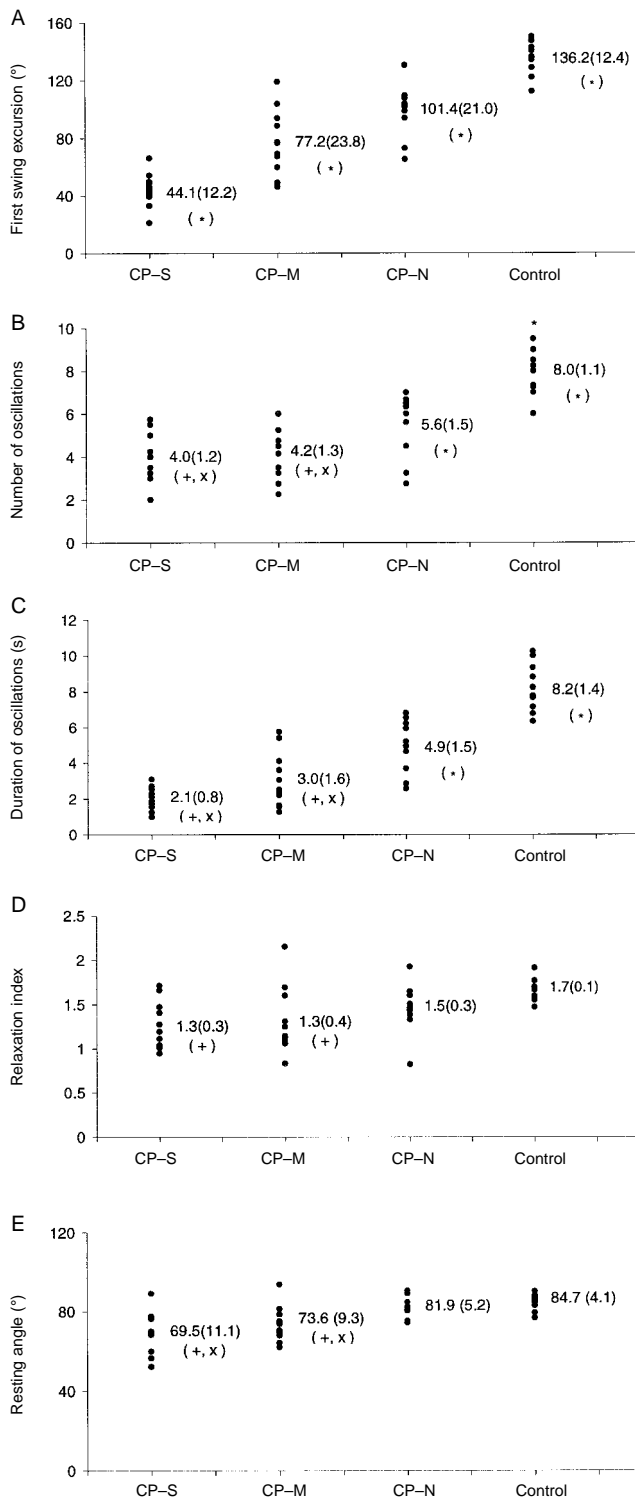 A
First swing excursion (°)
160
120
80
40
0
44.1(12.2)
( * )
77.2(23.8)
( * )
101.4(21.0)
( * )
136.2(12.4)
( * )
CP–S CP–M CP–N Control
B
Number of oscillations
10
8
6
4
2
0
4.0(1.2)
( +, x )
4.2(1.3)
( +, x )
5.6(1.5)
( * )
*
8.0(1.1)
( * )
CP–S CP–M CP–N Control
C
Duration of oscillations (s)
12
10
8
6
4
2
0
2.1(0.8)
( +, x )
3.0(1.6)
( +, x )
4.9(1.5)
( * )
8.2(1.4)
( * )
CP–S CP–M CP–N Control
D
Relaxation index
2.5
2
1.5
1
0.5
0
1.3(0.3)
( + )
1.3(0.4)
( + )
1.5(0.3)
1.7(0.1)
CP–S CP–M CP–N Control
E
Resting angle (°)
120
80
40
0
69.5(11.1)
( +, x )
73.6 (9.3)
( +, x )
81.9 (5.2)
84.7 (4.1)
CP–S CP–M CP–N Control